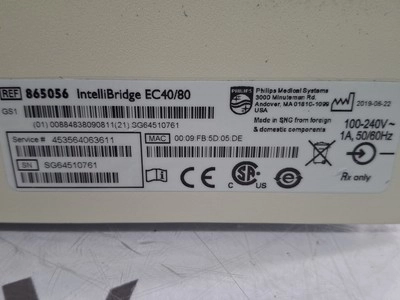 REF 865056 IntelliBridge EC40/80
GS1
(01) 00884838090811(21) SG64510761
Service # 453564063611
SN SG64510761
MAC 00:09:FB:5D:05:DE
PHILIPS
Philips Medical Systems
3000 Minuteman Rd.
Andover, MA 01810-1099
USA
Made in SNG from foreign
& domestic components
2019-08-22
100-240V~
1A, 50/60Hz
Rx only
CE
C US